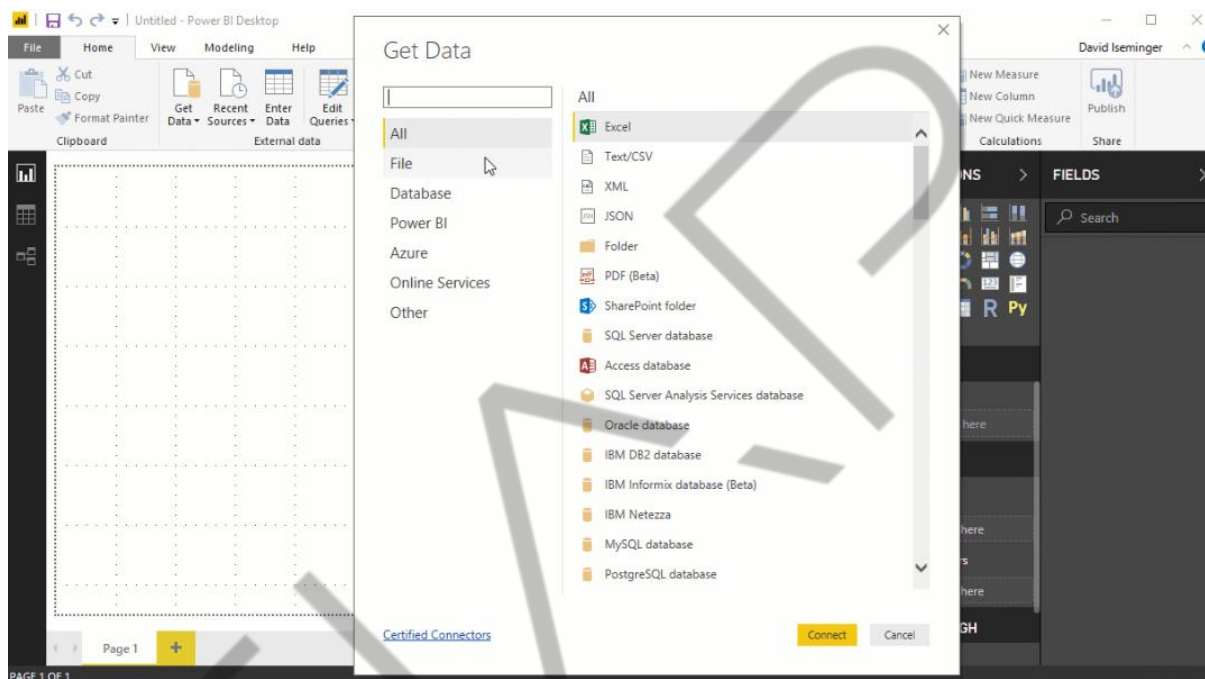 Untitled - Power BI Desktop
File Home View Modeling Help
David Iseminger
Paste
Cut
Copy
Format Painter
Clipboard
Get Data
Recent Sources
Enter Data
Edit Queries
External data
New Measure
New Column
New Quick Measure
Calculations
Publish
Share
Get Data
All
File
Database
Power BI
Azure
Online Services
Other
All
Excel
Text/CSV
XML
JSON
Folder
PDF (Beta)
SharePoint folder
SQL Server database
Access database
SQL Server Analysis Services database
Oracle database
IBM DB2 database
IBM Informix database (Beta)
IBM Netezza
MySQL database
PostgreSQL database
Certified Connectors
Connect
Cancel
NS
FIELDS
Search
R Py
here
here
rs
here
GH
Page 1
PAGE 1 OF 1